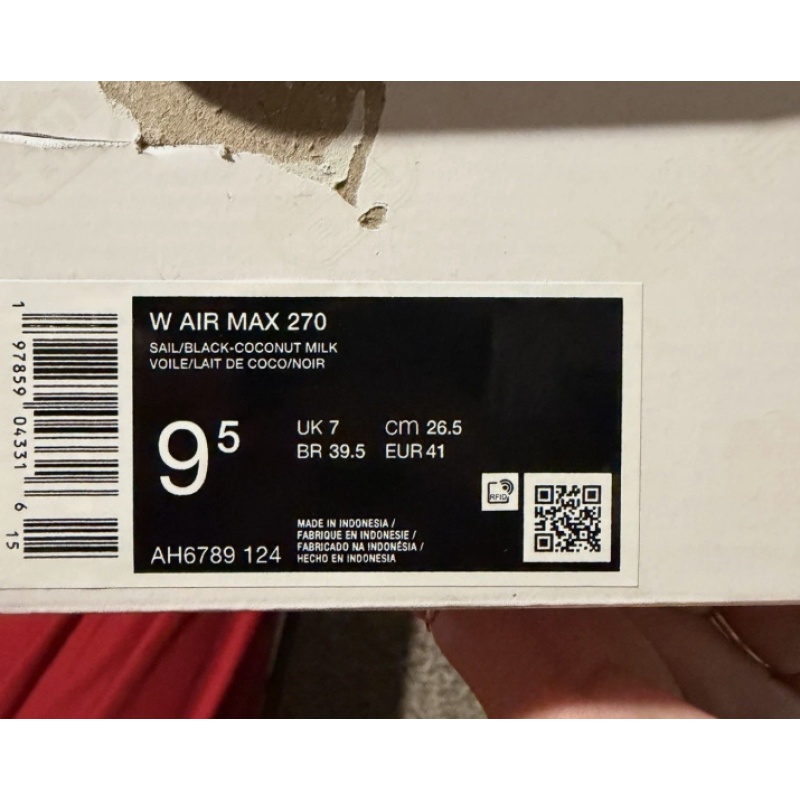 1 97859 04331 6 15
W AIR MAX 270
SAIL/BLACK-COCONUT MILK
VOILE/LAIT DE COCO/NOIR
9⁵
UK 7 cm 26.5
BR 39.5 EUR 41
RFID
MADE IN INDONESIA /
FABRIQUE EN INDONESIE /
FABRICADO NA INDONÉSIA /
HECHO EN INDONESIA
AH6789 124